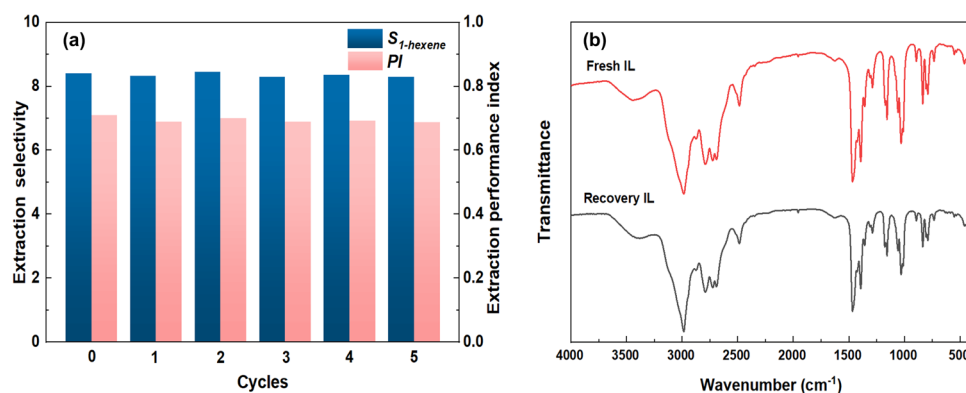 (a)
S1-hexene
PI
10
8
6
4
2
0
1.0
0.8
0.6
0.4
0.2
0.0
0 1 2 3 4 5
Cycles
Extraction selectivity
Extraction performance index
(b)
Fresh IL
Recovery IL
Transmittance
4000 3500 3000 2500 2000 1500 1000 500
Wavenumber (cm-1)